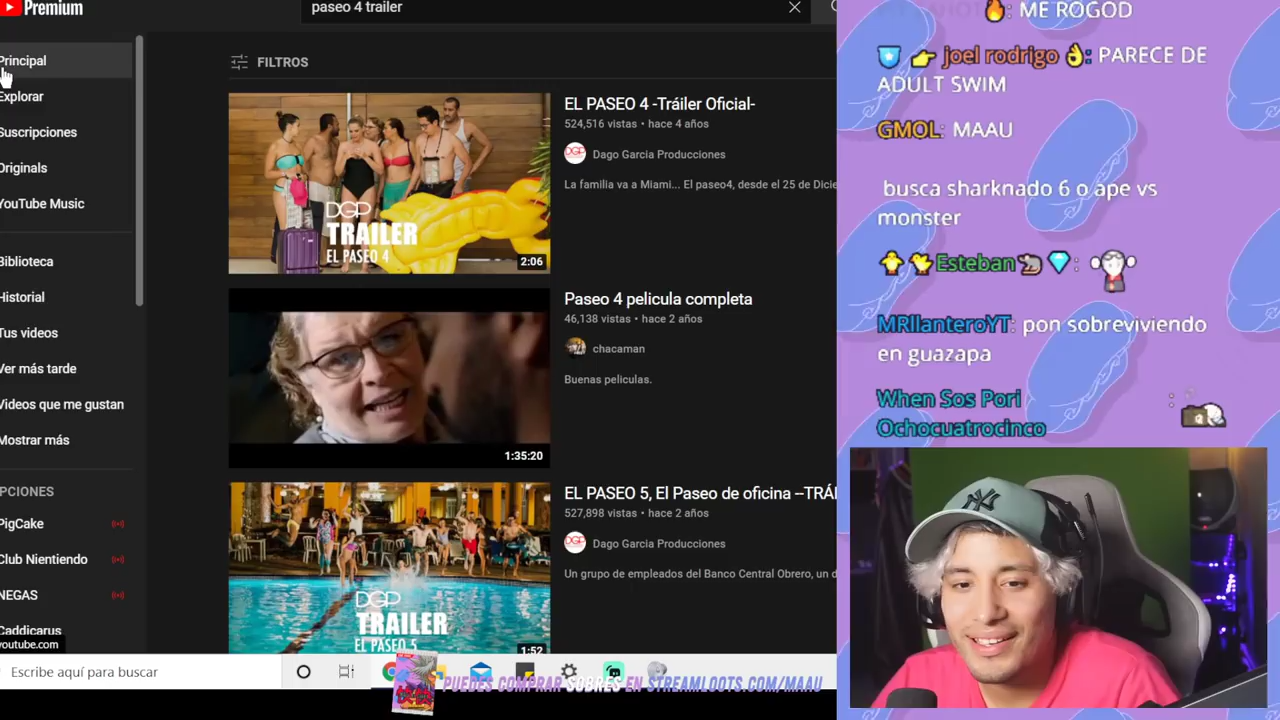 Premium
paseo 4 trailer
Principal
Explorar
Suscripciones
Originals
YouTube Music
Biblioteca
Historial
Tus videos
Ver más tarde
Videos que me gustan
Mostrar más
PCIONES
PigCake
Club Nientiendo
NEGAS
Caddicarus
youtube.com
FILTROS
DGP
TRAILER
EL PASEO 4
2:06
EL PASEO 4 -Tráiler Oficial-
524,516 vistas • hace 4 años
DGP Dago Garcia Producciones
La familia va a Miami... El paseo4, desde el 25 de Dicie
1:35:20
Paseo 4 pelicula completa
46,138 vistas • hace 2 años
chacaman
Buenas peliculas.
DGP
TRAILER
EL PASEO 5
1:52
EL PASEO 5, El Paseo de oficina --TRÁ
527,898 vistas • hace 2 años
DGP Dago Garcia Producciones
Un grupo de empleados del Banco Central Obrero, un d
Escribe aquí para buscar
PUEDES COMPRAR SOBRES EN STREAMLOOTS.COM/MAAU
: ME ROGOD
joel rodrigo : PARECE DE
ADULT SWIM
GMOL: MAAU
busca sharknado 6 o ape vs
monster
Esteban :
MRllanteroYT: pon sobreviviendo
en guazapa
When Sos Pori :
Ochocuatrocinco